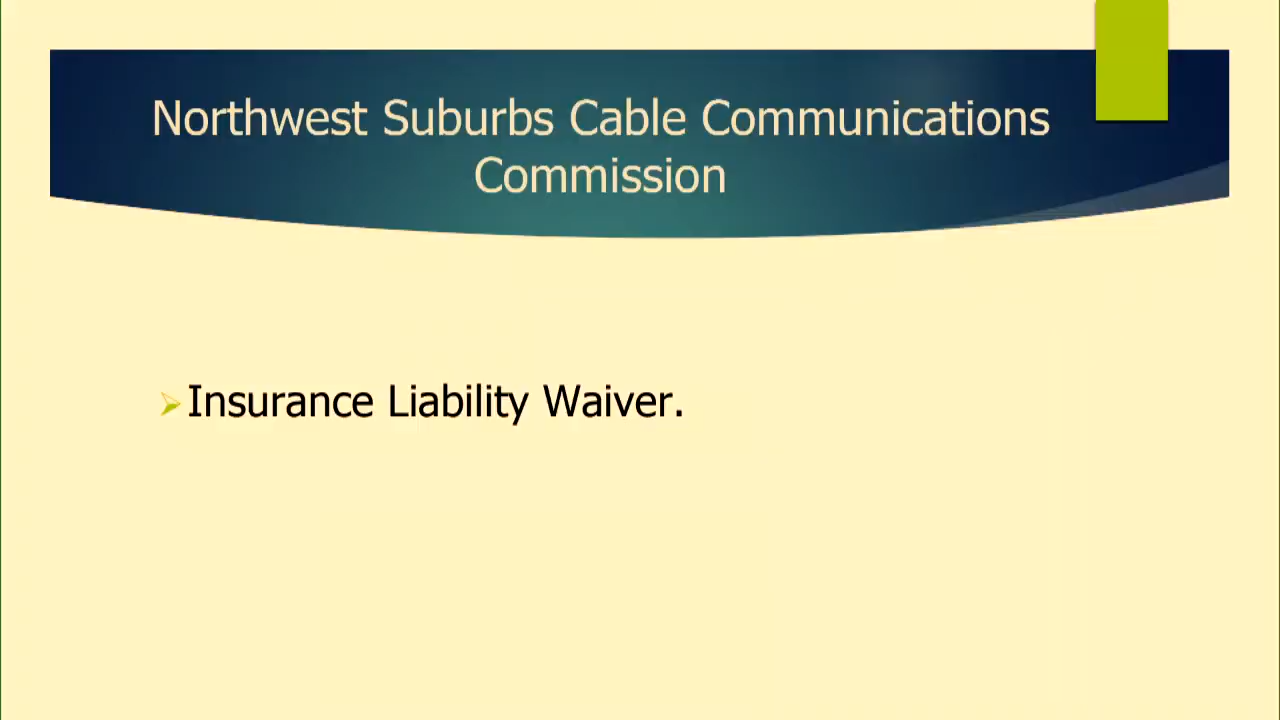 Northwest Suburbs Cable Communications
Commission
Insurance Liability Waiver.